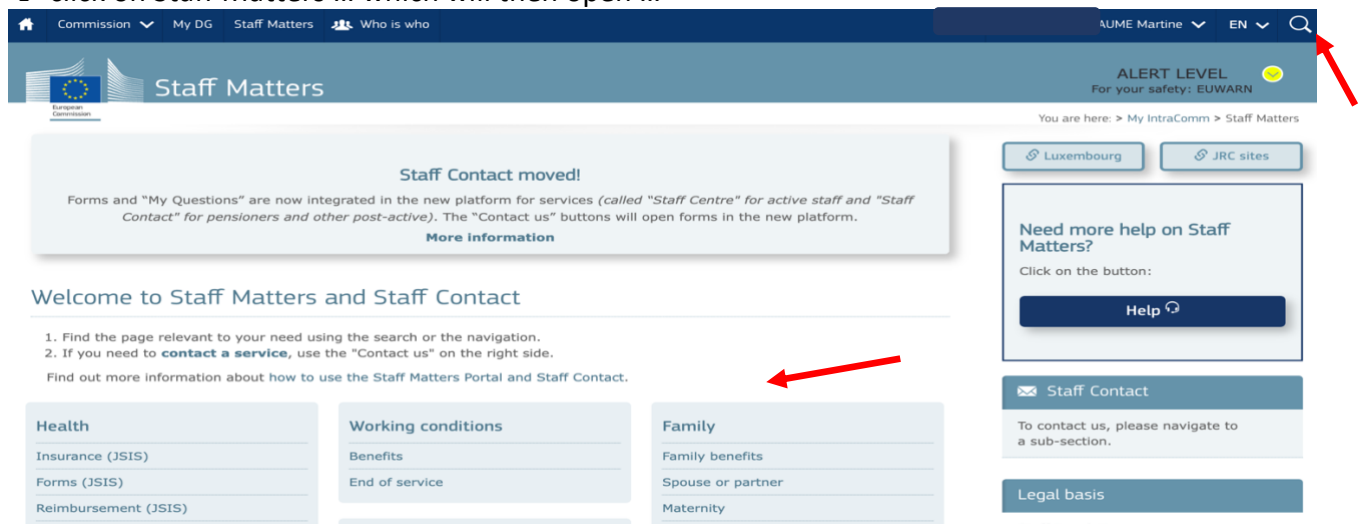 Commission My DG Staff Matters Who is who AUME Martine EN
Staff Matters
European
Commission
ALERT LEVEL
For your safety: EUWARN
You are here: > My IntraComm > Staff Matters
Staff Contact moved!
Forms and "My Questions" are now integrated in the new platform for services (called "Staff Centre" for active staff and "Staff
Contact" for pensioners and other post-active). The "Contact us" buttons will open forms in the new platform.
More information
Luxembourg
JRC sites
Need more help on Staff
Matters?
Click on the button:
Help
Welcome to Staff Matters and Staff Contact
1. Find the page relevant to your need using the search or the navigation.
2. If you need to contact a service, use the "Contact us" on the right side.
Find out more information about how to use the Staff Matters Portal and Staff Contact.
Health
Insurance (JSIS)
Forms (JSIS)
Reimbursement (JSIS)
Working conditions
Benefits
End of service
Family
Family benefits
Spouse or partner
Maternity
Staff Contact
To contact us, please navigate to
a sub-section.
Legal basis